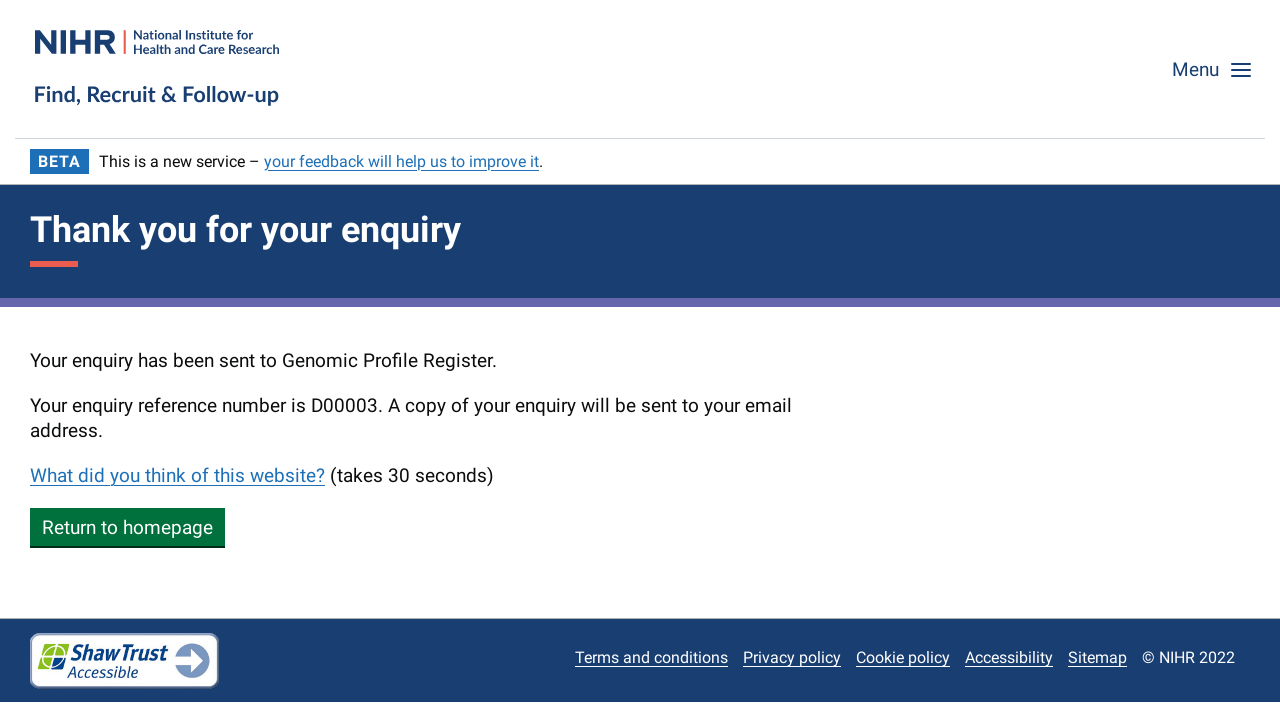 NIHR | National Institute for
Health and Care Research
Find, Recruit & Follow-up
Menu
BETA This is a new service – your feedback will help us to improve it.
Thank you for your enquiry
Your enquiry has been sent to Genomic Profile Register.
Your enquiry reference number is D00003. A copy of your enquiry will be sent to your email
address.
What did you think of this website? (takes 30 seconds)
Return to homepage
ShawTrust
Accessible
Terms and conditions Privacy policy Cookie policy Accessibility Sitemap © NIHR 2022